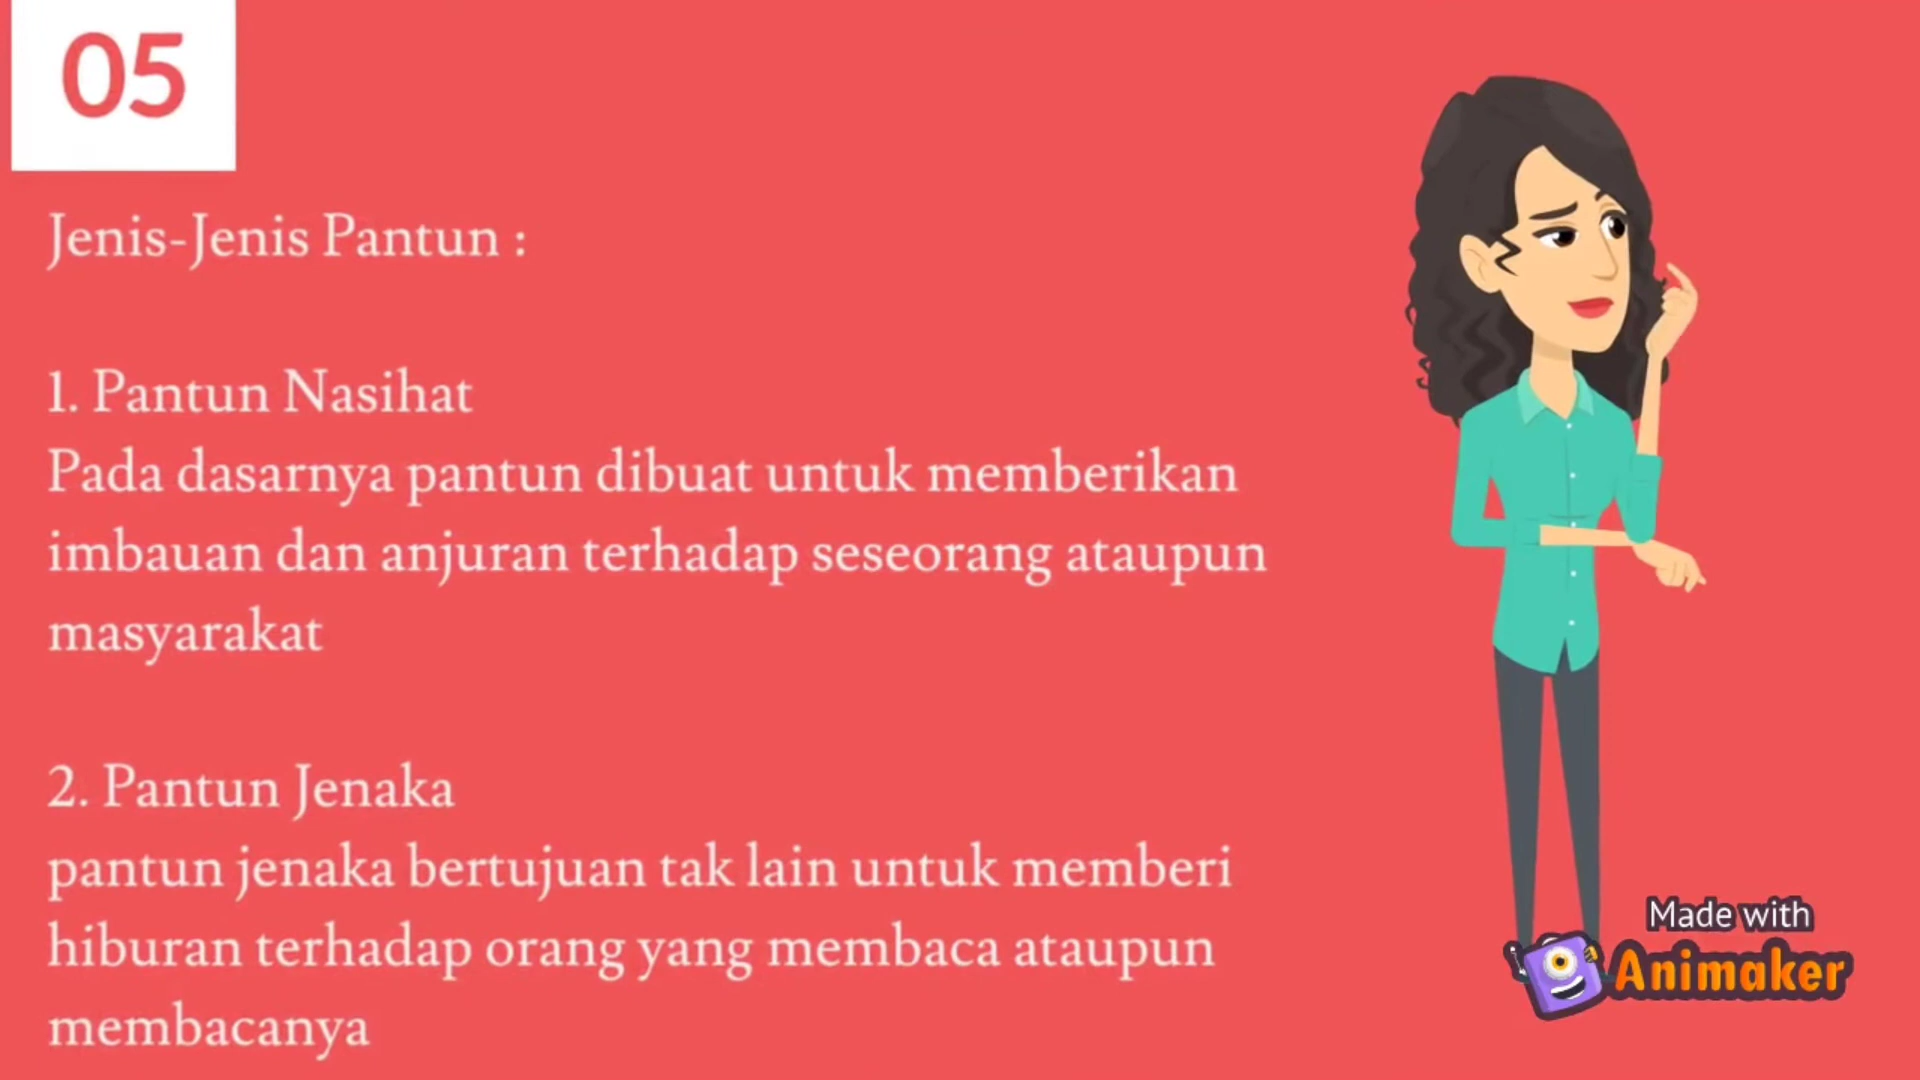 05
Jenis-Jenis Pantun :
1. Pantun Nasihat
Pada dasarnya pantun dibuat untuk memberikan
imbauan dan anjuran terhadap seseorang ataupun
masyarakat
2. Pantun Jenaka
pantun jenaka bertujuan tak lain untuk memberi
hiburan terhadap orang yang membaca ataupun
membacanya
Made with
Animaker